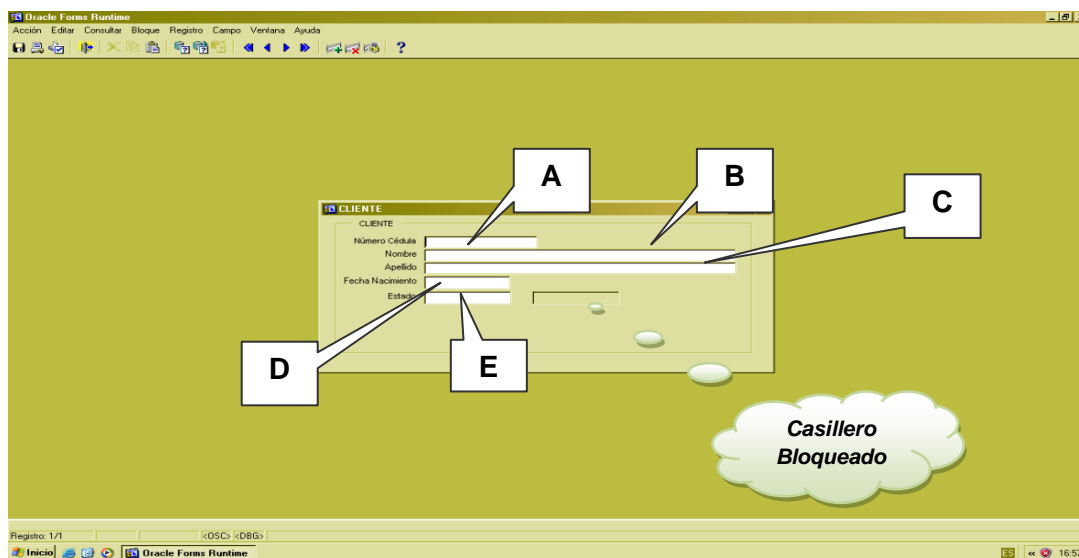 Oracle Forms Runtime
Acción Editar Consultar Bloque Registro Campo Ventana Ayuda
A
B
C
CLIENTE
CLIENTE
Número Cédula
Nombre
Apellido
Fecha Nacimiento
Estado
D
E
Casillero
Bloqueado
Registro: 1/1 <OSC> <DBG>
Inicio Oracle Forms Runtime ES «